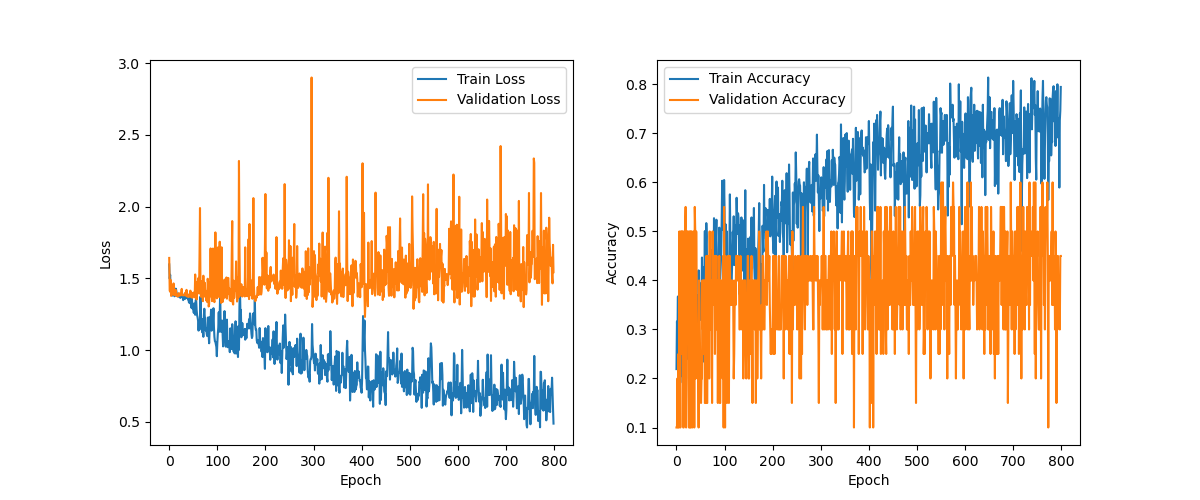 3.0
2.5
2.0
1.5
1.0
0.5
Loss
0 100 200 300 400 500 600 700 800
Epoch
Train Loss
Validation Loss
0.8
0.7
0.6
0.5
0.4
0.3
0.2
0.1
Accuracy
0 100 200 300 400 500 600 700 800
Epoch
Train Accuracy
Validation Accuracy